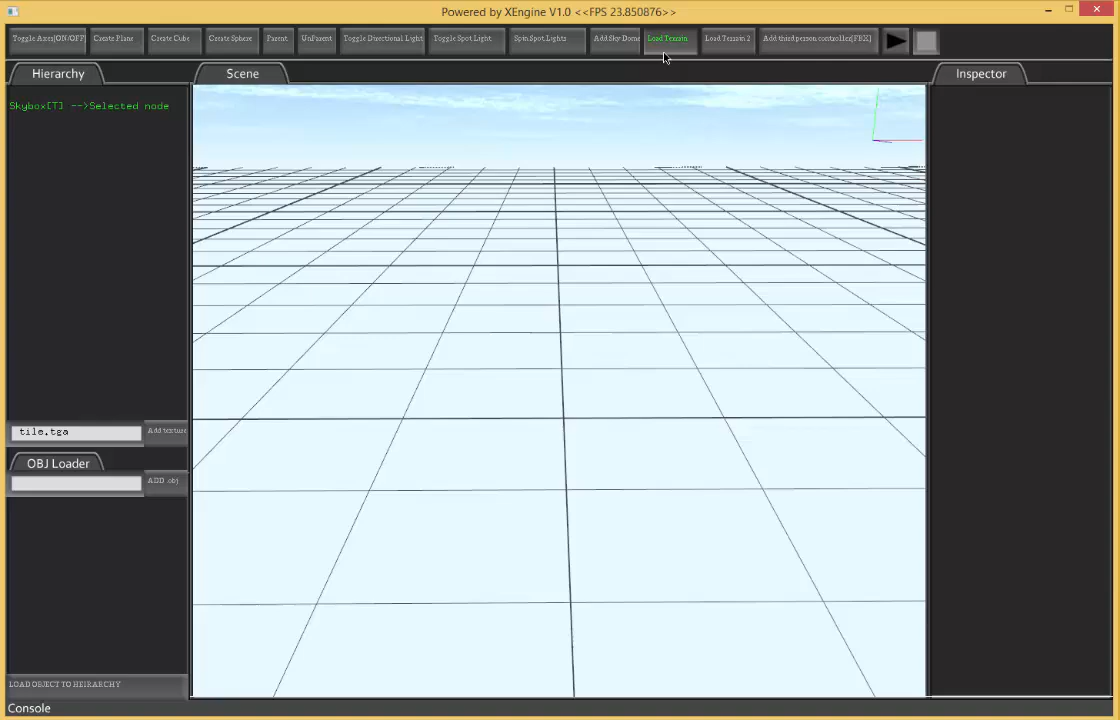 Powered by XEngine V1.0 <<FPS 23.850876>>
Toggle Axes[ON/OFF] Create Plane Create Cube Create Sphere Parent UnParent Toggle Directional Light Toggle Spot Light Spin Spot Lights Add Sky Dome Load Terrain Load Terrain 2 Add third person controller[FBX]
Hierarchy Scene Inspector
Skybox[T] -->Selected node
tile.tga Add texture
OBJ Loader
ADD .obj
LOAD OBJECT TO HEIRARCHY
Console